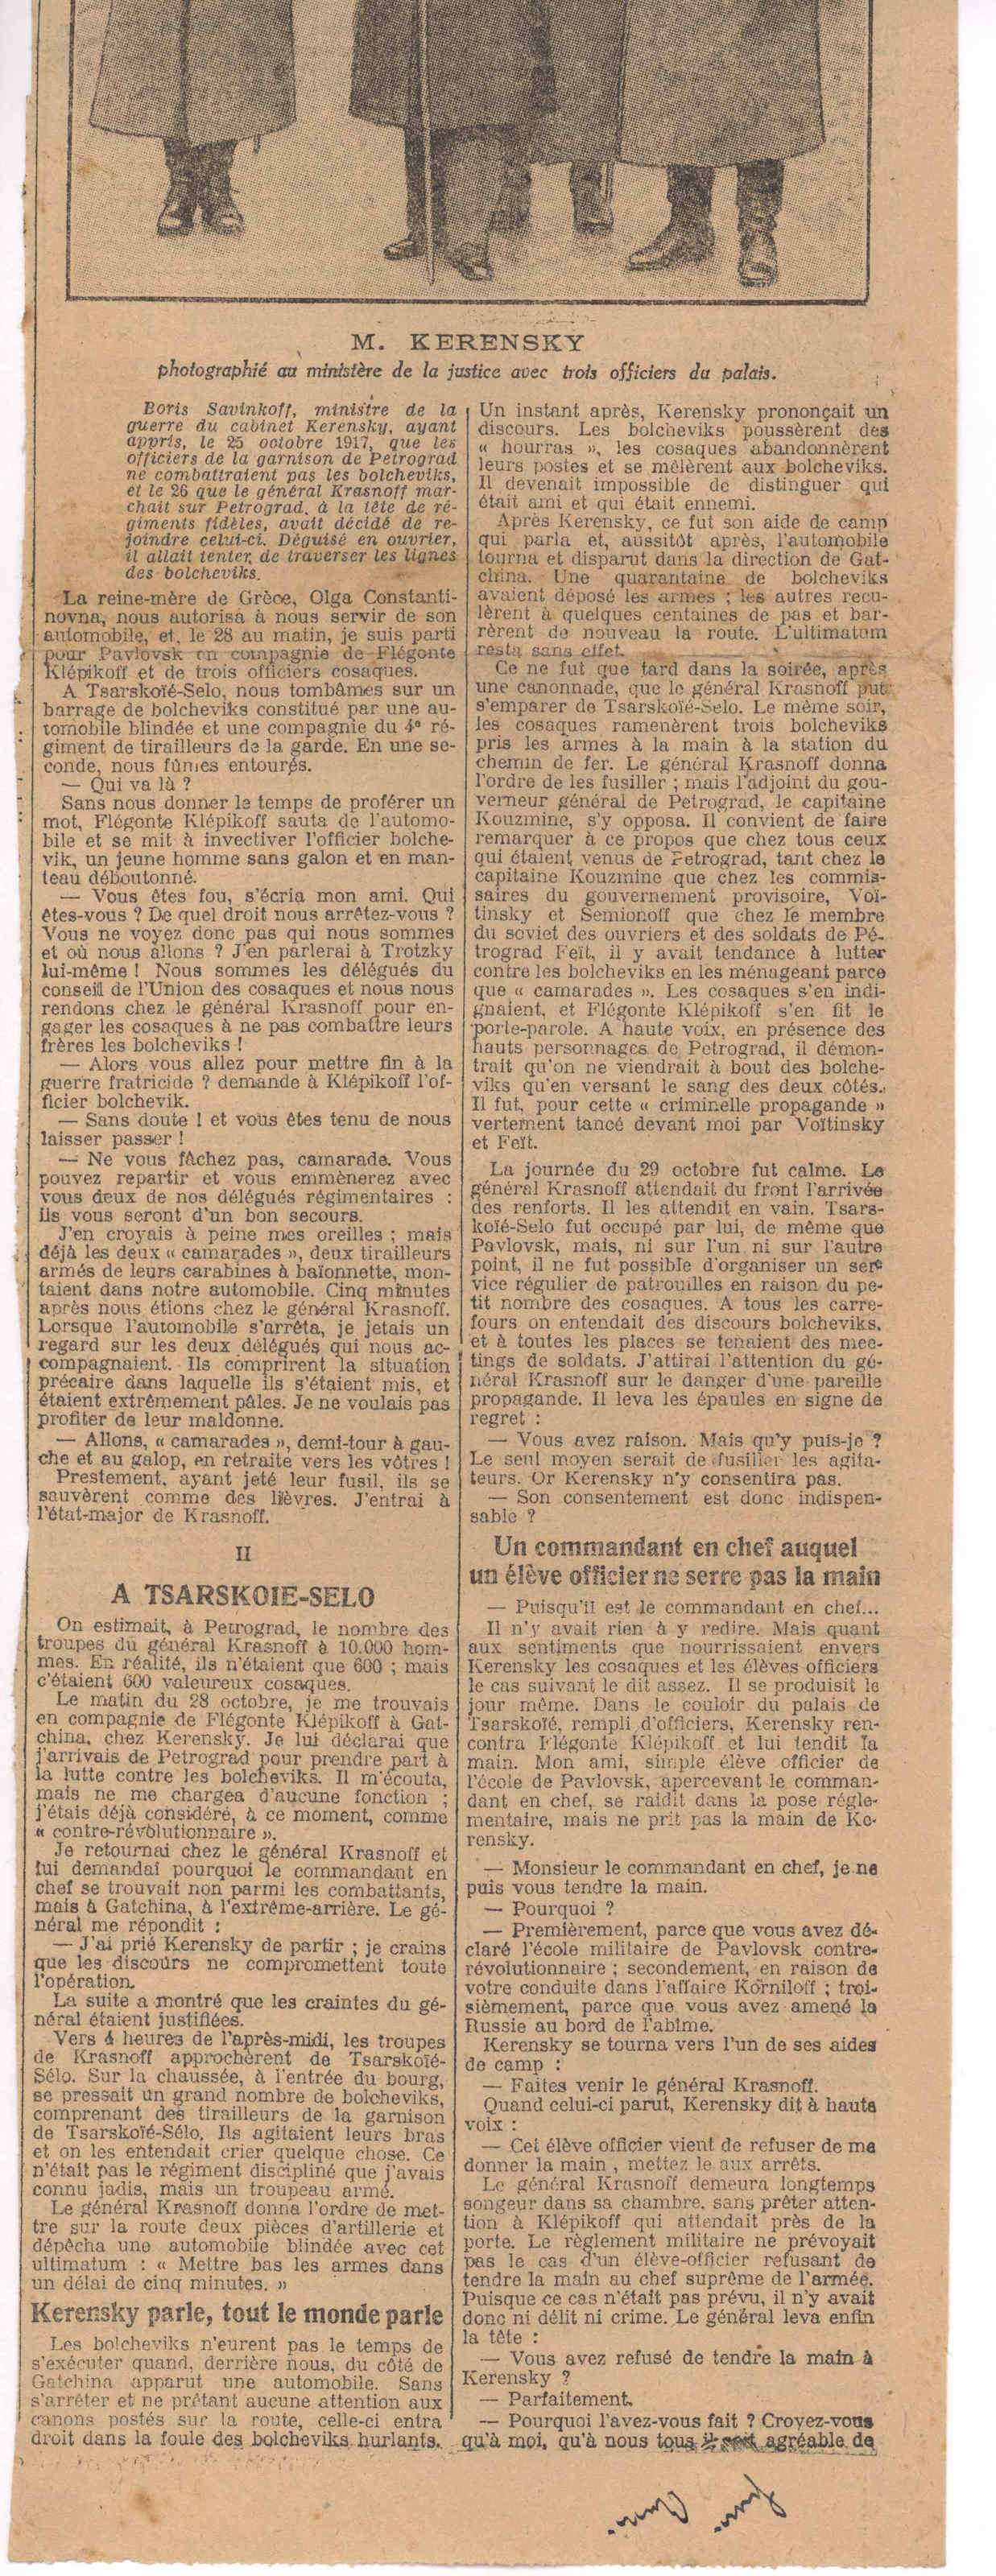 M. KERENSKY
photographié au ministère de la justice avec trois officiers du palais.
Boris Savinkoff, ministre de la
guerre du cabinet Kerensky, ayant
appris, le 25 octobre 1917, que les
officiers de la garnison de Petrograd
ne combattraient pas les bolcheviks,
et le 26 que le général Krasnoff mar-
chait sur Petrograd, à la tête de ré-
giments fidèles, avait décidé de re-
joindre celui-ci. Déguisé en ouvrier,
il allait tenter, de traverser les lignes
des bolcheviks.
La reine-mère de Grèce, Olga Constanti-
novna, nous autorisa à nous servir de son
automobile, et, le 28 au matin, je suis parti
pour Pavlovsk en compagnie de Flégonte
Klépikoff et de trois officiers cosaques.
A Tsarskoïé-Selo, nous tombâmes sur un
barrage de bolcheviks constitué par une au-
tomobile blindée et une compagnie du 4e ré-
giment de tirailleurs de la garde. En une se-
conde, nous fûmes entourés.
— Qui va là ?
Sans nous donner le temps de proférer un
mot, Flégonte Klépikoff sauta de l'automo-
bile et se mit à invectiver l'officier bolche-
vik, un jeune homme sans galon et en man-
teau déboutonné.
— Vous êtes fou, s'écria mon ami. Qui
êtes-vous ? De quel droit nous arrêtez-vous ?
Vous ne voyez donc pas qui nous sommes
et où nous allons ? J'en parlerai à Trotzky
lui-même ! Nous sommes les délégués du
conseil de l'Union des cosaques et nous nous
rendons chez le général Krasnoff pour en-
gager les cosaques à ne pas combattre leurs
frères les bolcheviks !
— Alors vous allez pour mettre fin à la
guerre fratricide ? demande à Klépikoff l'of-
ficier bolchevik.
— Sans doute ! et vous êtes tenu de nous
laisser passer !
— Ne vous fâchez pas, camarade. Vous
pouvez repartir et vous emmènerez avec
vous deux de nos délégués régimentaires :
ils vous seront d'un bon secours.
J'en croyais à peine mes oreilles ; mais
déjà les deux « camarades », deux tirailleurs
armés de leurs carabines à baïonnette, mon-
taient dans notre automobile. Cinq minutes
après nous étions chez le général Krasnoff.
Lorsque l'automobile s'arrêta, je jetais un
regard sur les deux délégués qui nous ac-
compagnaient. Ils comprirent la situation
précaire dans laquelle ils s'étaient mis, et
étaient extrêmement pâles. Je ne voulais pas
profiter de leur maldonne.
— Allons, « camarades », demi-tour à gau-
che et au galop, en retraite vers les vôtres !
Prestement, ayant jeté leur fusil, ils se
sauvèrent comme des lièvres. J'entrai à
l'état-major de Krasnoff.
II
A TSARSKOIE-SELO
On estimait, à Petrograd, le nombre des
troupes du général Krasnoff à 10.000 hom-
mes. En réalité, ils n'étaient que 600 ; mais
c'étaient 600 valeureux cosaques.
Le matin du 28 octobre, je me trouvais
en compagnie de Flégonte Klépikoff à Gat-
china, chez Kerensky. Je lui déclarai que
j'arrivais de Petrograd pour prendre part à
la lutte contre les bolcheviks. Il m'écouta,
mais ne me chargea d'aucune fonction ;
j'étais déjà considéré, à ce moment, comme
« contre-révolutionnaire ».
Je retournai chez le général Krasnoff et
lui demandai pourquoi le commandant en
chef se trouvait non parmi les combattants,
mais à Gatchina, à l'extrême-arrière. Le gé-
néral me répondit :
— J'ai prié Kerensky de partir ; je crains
que les discours ne compromettent toute
l'opération.
La suite a montré que les craintes du gé-
néral étaient justifiées.
Vers 4 heures de l'après-midi, les troupes
de Krasnoff approchèrent de Tsarskoïé-
Sélo. Sur la chaussée, à l'entrée du bourg,
se pressait un grand nombre de bolcheviks,
comprenant des tirailleurs de la garnison
de Tsarskoïé-Sélo. Ils agitaient leurs bras
et on les entendait crier quelque chose. Ce
n'était pas le régiment discipliné que j'avais
connu jadis, mais un troupeau armé.
Le général Krasnoff donna l'ordre de met-
tre sur la route deux pièces d'artillerie et
dépêcha une automobile blindée avec cet
ultimatum : « Mettre bas les armes dans
un délai de cinq minutes. »
Kerensky parle, tout le monde parle
Les bolcheviks n'eurent pas le temps de
s'exécuter quand, derrière nous, du côté de
Gatchina apparut une automobile. Sans
s'arrêter et ne prêtant aucune attention aux
canons postés sur la route, celle-ci entra
droit dans la foule des bolcheviks hurlants.
Un instant après, Kerensky prononçait un
discours. Les bolcheviks poussèrent des
« hourras », les cosaques abandonnèrent
leurs postes et se mêlèrent aux bolcheviks.
Il devenait impossible de distinguer qui
était ami et qui était ennemi.
Après Kerensky, ce fut son aide de camp
qui parla et, aussitôt après, l'automobile
tourna et disparut dans la direction de Gat-
china. Une quarantaine de bolcheviks
avaient déposé les armes ; les autres recu-
lèrent à quelques centaines de pas et bar-
rèrent de nouveau la route. L'ultimatum
resta sans effet.
Ce ne fut que tard dans la soirée, après
une canonnade, que le général Krasnoff put
s'emparer de Tsarskoïé-Selo. Le même soir,
les cosaques ramenèrent trois bolcheviks
pris les armes à la main à la station du
chemin de fer. Le général Krasnoff donna
l'ordre de les fusiller ; mais l'adjoint du gou-
verneur général de Petrograd, le capitaine
Kouzmine, s'y opposa. Il convient de faire
remarquer à ce propos que chez tous ceux
qui étaient venus de Petrograd, tant chez le
capitaine Kouzmine que chez les commis-
saires du gouvernement provisoire, Voï-
tinsky et Semionoff que chez le membre
du soviet des ouvriers et des soldats de Pé-
trograd Feït, il y avait tendance à lutter
contre les bolcheviks en les ménageant parce
que « camarades ». Les cosaques s'en indi-
gnaient, et Flégonte Klépikoff s'en fit le
porte-parole. A haute voix, en présence des
hauts personnages de Petrograd, il démon-
trait qu'on ne viendrait à bout des bolche-
viks qu'en versant le sang des deux côtés.
Il fut, pour cette « criminelle propagande »
vertement tancé devant moi par Voïtinsky
et Feït.
La journée du 29 octobre fut calme. Le
général Krasnoff attendait du front l'arrivée
des renforts. Il les attendit en vain. Tsars-
koïé-Selo fut occupé par lui, de même que
Pavlovsk, mais, ni sur l'un ni sur l'autre
point, il ne fut possible d'organiser un ser-
vice régulier de patrouilles en raison du pe-
tit nombre des cosaques. A tous les carre-
fours on entendait des discours bolcheviks,
et à toutes les places se tenaient des mee-
tings de soldats. J'attirai l'attention du gé-
néral Krasnoff sur le danger d'une pareille
propagande. Il leva les épaules en signe de
regret :
— Vous avez raison. Mais qu'y puis-je ?
Le seul moyen serait de fusiller les agita-
teurs. Or Kerensky n'y consentira pas.
— Son consentement est donc indispen-
sable ?
Un commandant en chef auquel
un élève officier ne serre pas la main
— Puisqu'il est le commandant en chef...
Il n'y avait rien à y redire. Mais quant
aux sentiments que nourrissaient envers
Kerensky les cosaques et les élèves officiers
le cas suivant le dit assez. Il se produisit le
jour même. Dans le couloir du palais de
Tsarskoïé, rempli d'officiers, Kerensky ren-
contra Flégonte Klépikoff et lui tendit la
main. Mon ami, simple élève officier de
l'école de Pavlovsk, apercevant le comman-
dant en chef, se raidit dans la pose régle-
mentaire, mais ne prit pas la main de Ke-
rensky.
— Monsieur le commandant en chef, je ne
puis vous tendre la main.
— Pourquoi ?
— Premièrement, parce que vous avez dé-
claré l'école militaire de Pavlovsk contre-
révolutionnaire ; secondement, en raison de
votre conduite dans l'affaire Korniloff ; troi-
sièmement, parce que vous avez amené la
Russie au bord de l'abîme.
Kerensky se tourna vers l'un de ses aides
de camp :
— Faites venir le général Krasnoff.
Quand celui-ci parut, Kerensky dit à haute
voix :
— Cet élève officier vient de refuser de me
donner la main , mettez le aux arrêts.
Le général Krasnoff demeura longtemps
songeur dans sa chambre, sans prêter atten-
tion à Klépikoff qui attendait près de la
porte. Le règlement militaire ne prévoyait
pas le cas d'un élève-officier refusant de
tendre la main au chef suprême de l'armée.
Puisque ce cas n'était pas prévu, il n'y avait
donc ni délit ni crime. Le général leva enfin
la tête :
— Vous avez refusé de tendre la main à
Kerensky ?
— Parfaitement.
— Pourquoi l'avez-vous fait ? Croyez-vous
qu'à moi, qu'à nous tous agréable de